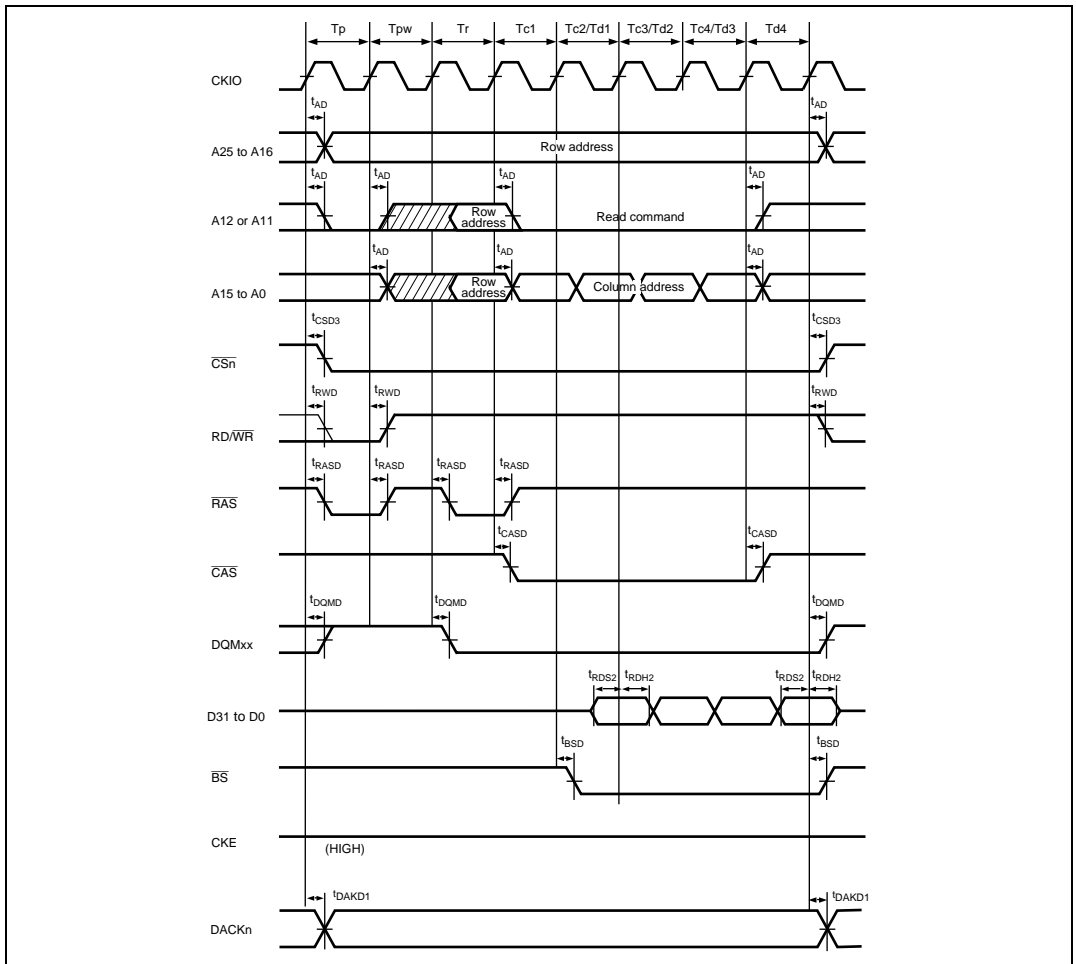 Tp Tpw Tr Tc1 Tc2/Td1 Tc3/Td2 Tc4/Td3 Td4
CKIO
tAD tAD
A25 to A16 Row address
tAD tAD tAD tAD
A12 or A11 Row address Read command
tAD tAD tAD
A15 to A0 Row address Column address
tCSD3 tCSD3
CSn
tRWD tRWD tRWD
RD/WR
tRASD tRASD tRASD tRASD
RAS
tCASD tCASD
CAS
tDQMD tDQMD tDQMD
DQMxx
tRDS2 tRDH2 tRDS2 tRDH2
D31 to D0
tBSD tBSD
BS
CKE
(HIGH)
tDAKD1 tDAKD1
DACKn